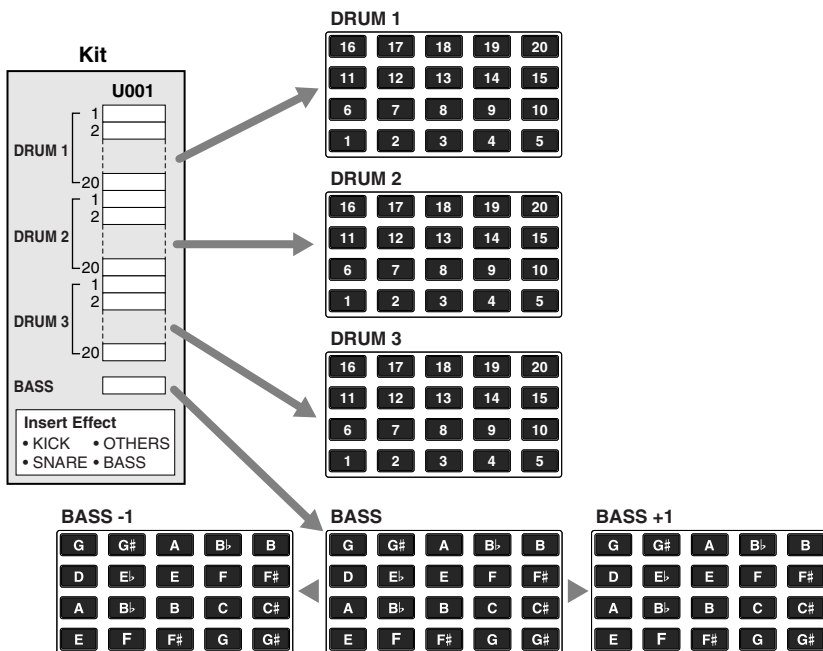 Kit
U001
DRUM 1
1
2
20
DRUM 2
1
2
20
DRUM 3
1
2
20
BASS
Insert Effect
• KICK • OTHERS
• SNARE • BASS
DRUM 1
16 17 18 19 20
11 12 13 14 15
6 7 8 9 10
1 2 3 4 5
DRUM 2
16 17 18 19 20
11 12 13 14 15
6 7 8 9 10
1 2 3 4 5
DRUM 3
16 17 18 19 20
11 12 13 14 15
6 7 8 9 10
1 2 3 4 5
BASS -1
G G♯ A B♭ B
D E♭ E F F♯
A B♭ B C C♯
E F F♯ G G♯
BASS
G G♯ A B♭ B
D E♭ E F F♯
A B♭ B C C♯
E F F♯ G G♯
BASS +1
G G♯ A B♭ B
D E♭ E F F♯
A B♭ B C C♯
E F F♯ G G♯